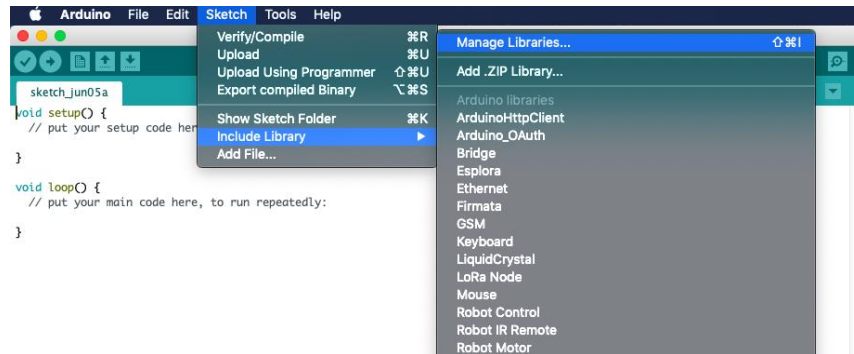 Arduino File Edit Sketch Tools Help
Verify/Compile ⌘R
Upload ⌘U
Upload Using Programmer ⇧⌘U
Export compiled Binary ⌥⌘S
Show Sketch Folder ⌘K
Include Library ▶
Add File...
Manage Libraries... ⇧⌘I
Add .ZIP Library...
Arduino libraries
ArduinoHttpClient
Arduino_OAuth
Bridge
Esplora
Ethernet
Firmata
GSM
Keyboard
LiquidCrystal
LoRa Node
Mouse
Robot Control
Robot IR Remote
Robot Motor
sketch_jun05a
void setup() {
// put your setup code her
}
void loop() {
// put your main code here, to run repeatedly:
}